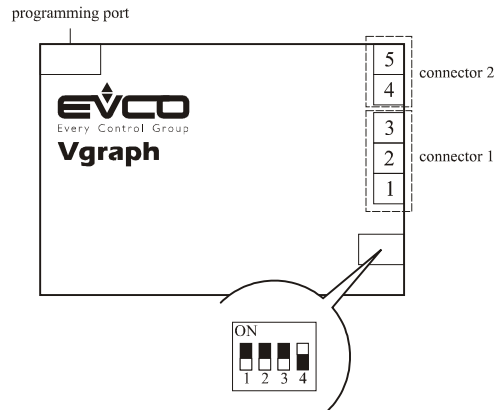 programming port
5
connector 2
4
EVCO
Every Control Group
Vgraph
3
2
connector 1
1
ON
1 2 3 4